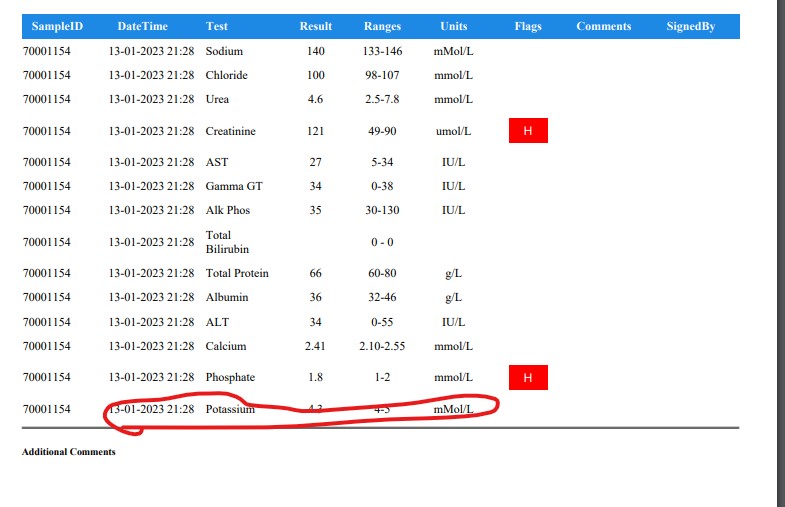 SampleID DateTime Test Result Ranges Units Flags Comments SignedBy
70001154 13-01-2023 21:28 Sodium 140 133-146 mMol/L
70001154 13-01-2023 21:28 Chloride 100 98-107 mmol/L
70001154 13-01-2023 21:28 Urea 4.6 2.5-7.8 mmol/L
70001154 13-01-2023 21:28 Creatinine 121 49-90 umol/L H
70001154 13-01-2023 21:28 AST 27 5-34 IU/L
70001154 13-01-2023 21:28 Gamma GT 34 0-38 IU/L
70001154 13-01-2023 21:28 Alk Phos 35 30-130 IU/L
70001154 13-01-2023 21:28 Total Bilirubin 0 - 0
70001154 13-01-2023 21:28 Total Protein 66 60-80 g/L
70001154 13-01-2023 21:28 Albumin 36 32-46 g/L
70001154 13-01-2023 21:28 ALT 34 0-55 IU/L
70001154 13-01-2023 21:28 Calcium 2.41 2.10-2.55 mmol/L
70001154 13-01-2023 21:28 Phosphate 1.8 1-2 mmol/L H
70001154 13-01-2023 21:28 Potassium 4.3 4-5 mMol/L
Additional Comments